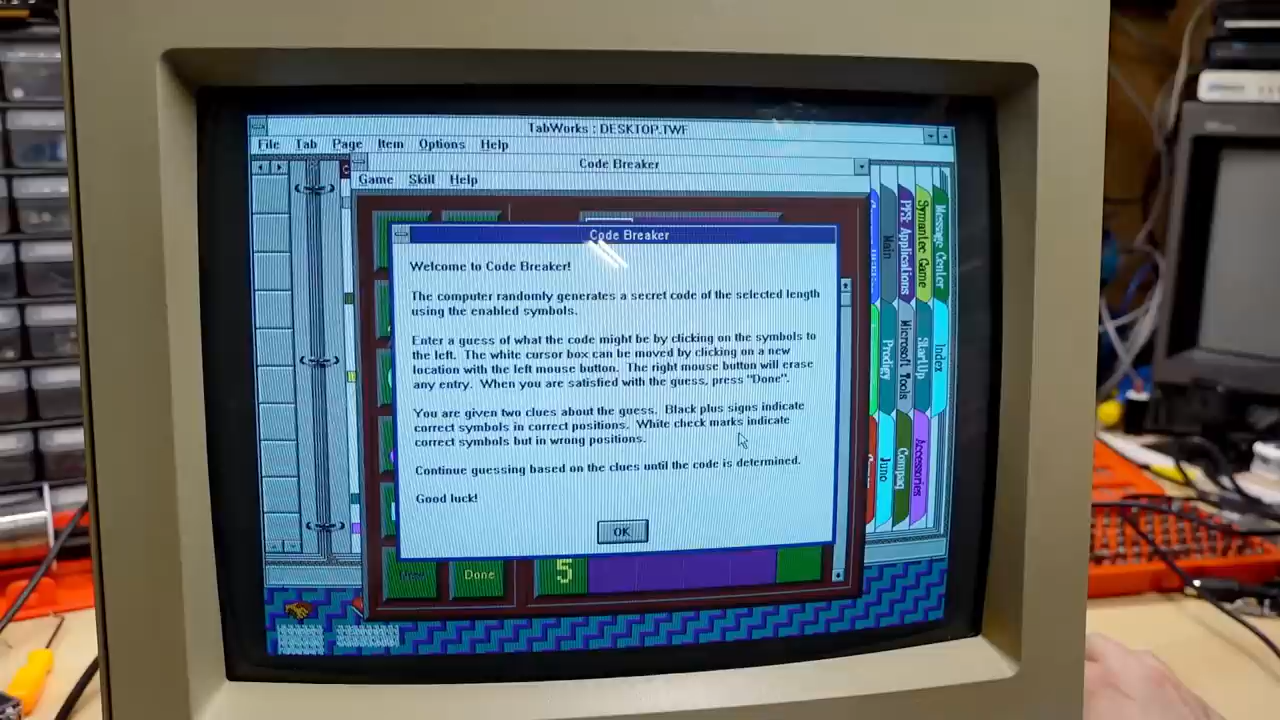 TabWorks : DESKTOP.TWF
File Tab Page Item Options Help
Code Breaker
Game Skill Help
Code Breaker
Welcome to Code Breaker!
The computer randomly generates a secret code of the selected length
using the enabled symbols.
Enter a guess of what the code might be by clicking on the symbols to
the left. The white cursor box can be moved by clicking on a new
location with the left mouse button. The right mouse button will erase
any entry. When you are satisfied with the guess, press "Done".
You are given two clues about the guess. Black plus signs indicate
correct symbols in correct positions. White check marks indicate
correct symbols but in wrong positions.
Continue guessing based on the clues until the code is determined.
Good luck!
OK
New
Done
5
Main
PFS: Applications
Symantec Game
Message Center
Prodigy
Microsoft Tools
StartUp
Index
Juno
Compaq
Accessories